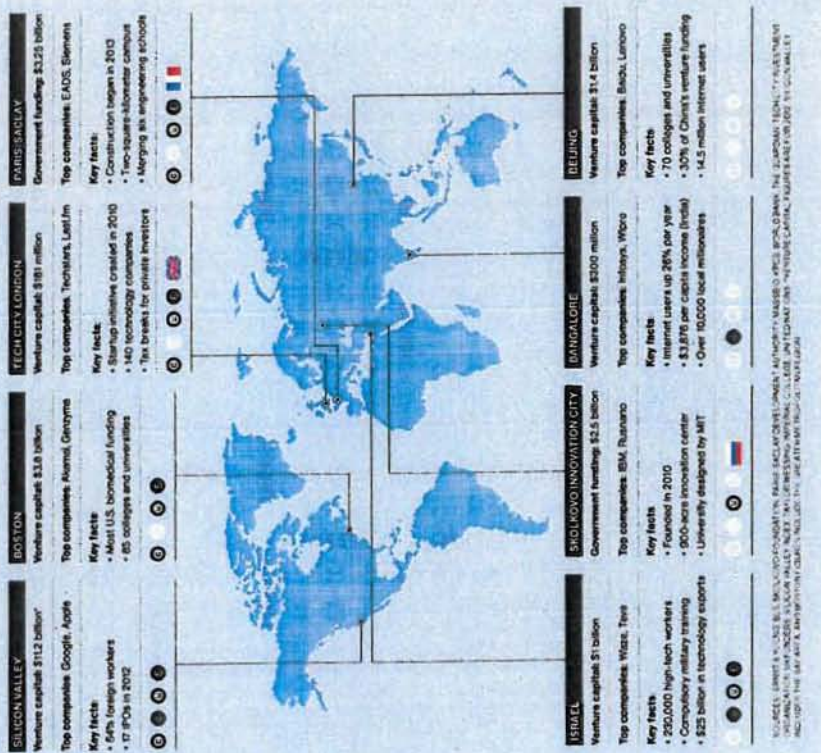 SILICON VALLEY
Venture capital: $11.2 billion*
Top companies: Google, Apple
Key facts:
• 64% foreign workers
• 17 IPOs in 2012
BOSTON
Venture capital: $3.8 billion
Top companies: Akamai, Genzyme
Key facts:
• Most U.S. biomedical funding
• 85 colleges and universities
TECH CITY LONDON
Venture capital: $181 million
Top companies: Techstars, Last.fm
Key facts:
• Startup initiative created in 2010
• 140 technology companies
• Tax breaks for private investors
PARIS-SACLAY
Government funding: $3.25 billion
Top companies: EADS, Siemens
Key facts:
• Construction began in 2013
• Two-square-kilometer campus
• Merging six engineering schools
ISRAEL
Venture capital: $1 billion
Top companies: Waze, Teva
Key facts
• 230,000 high-tech workers
• Compulsory military training
• $25 billion in technology exports
SKOLKOVO INNOVATION CITY
Government funding: $2.5 billion
Top companies: IBM, Rusnano
Key facts
• Founded in 2010
• 900-acre innovation center
• University designed by MIT
BANGALORE
Venture capital: $300 million
Top companies: Infosys, Wipro
Key facts
• Internet users up 26% per year
• $3,876 per capita income (India)
• Over 10,000 local millionaires
BEIJING
Venture capital: $1.4 billion
Top companies: Baidu, Lenovo
Key facts
• 70 colleges and universities
• 30% of China's venture funding
• 14.5 million internet users